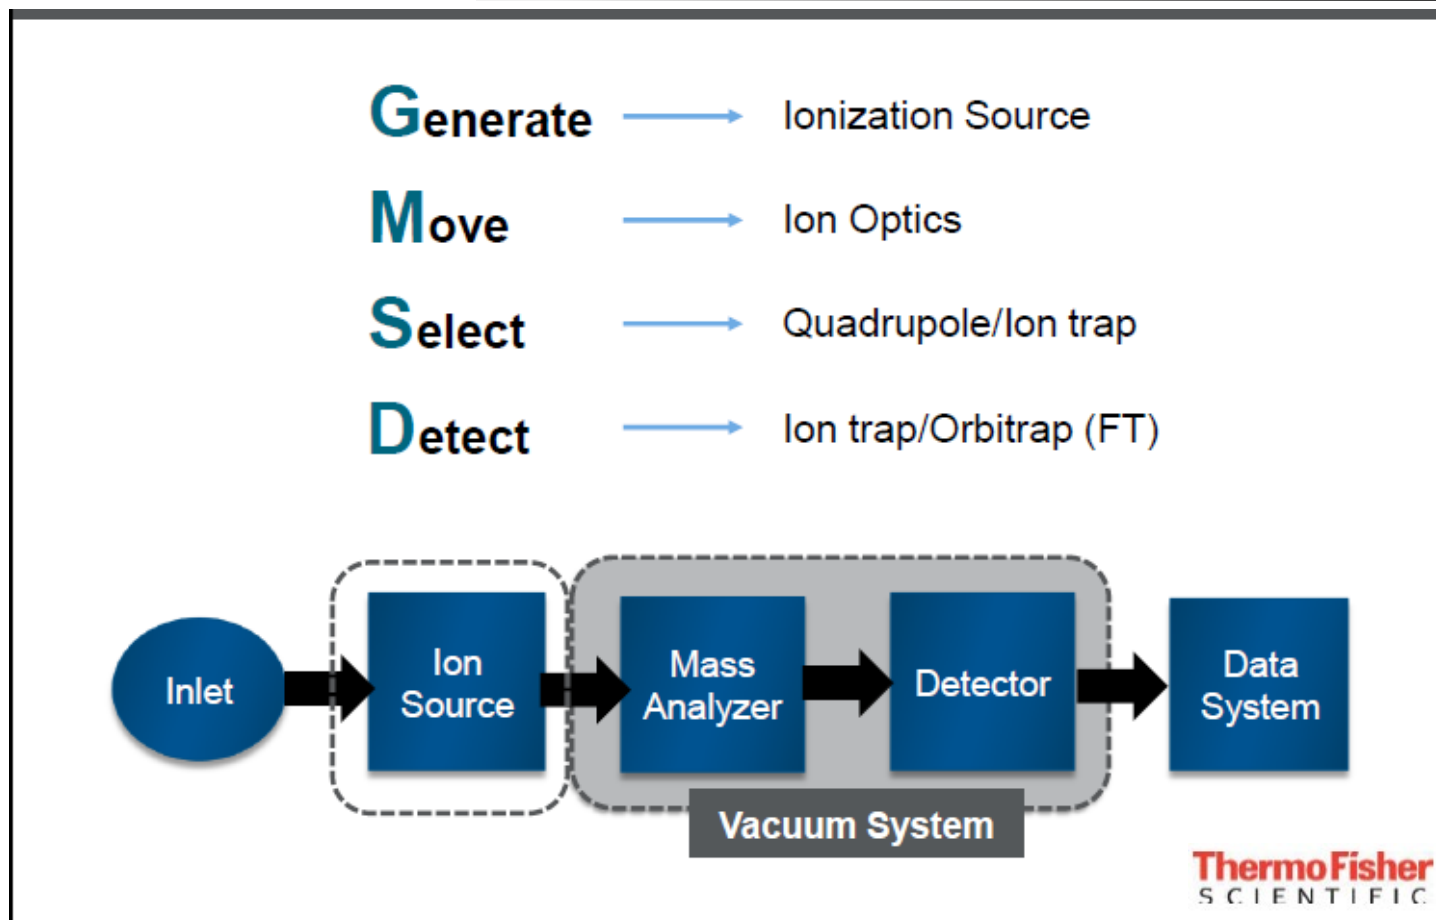 Generate Ionization Source
Move Ion Optics
Select Quadrupole/Ion trap
Detect Ion trap/Orbitrap (FT)
Inlet
Ion
Source
Mass
Analyzer
Detector
Data
System
Vacuum System
ThermoFisher
SCIENTIFIC